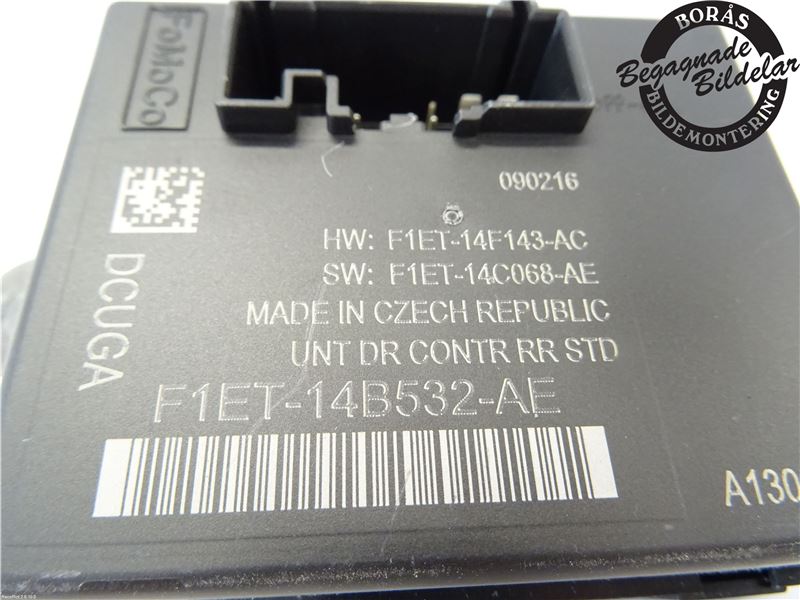 FoMoCo
BORÅS
Begagnade
Bildelar
BILDEMONTERING
090216
HW: F1ET-14F143-AC
SW: F1ET-14C068-AE
MADE IN CZECH REPUBLIC
UNT DR CONTR RR STD
F1ET-14B532-AE
DCUGA
A130